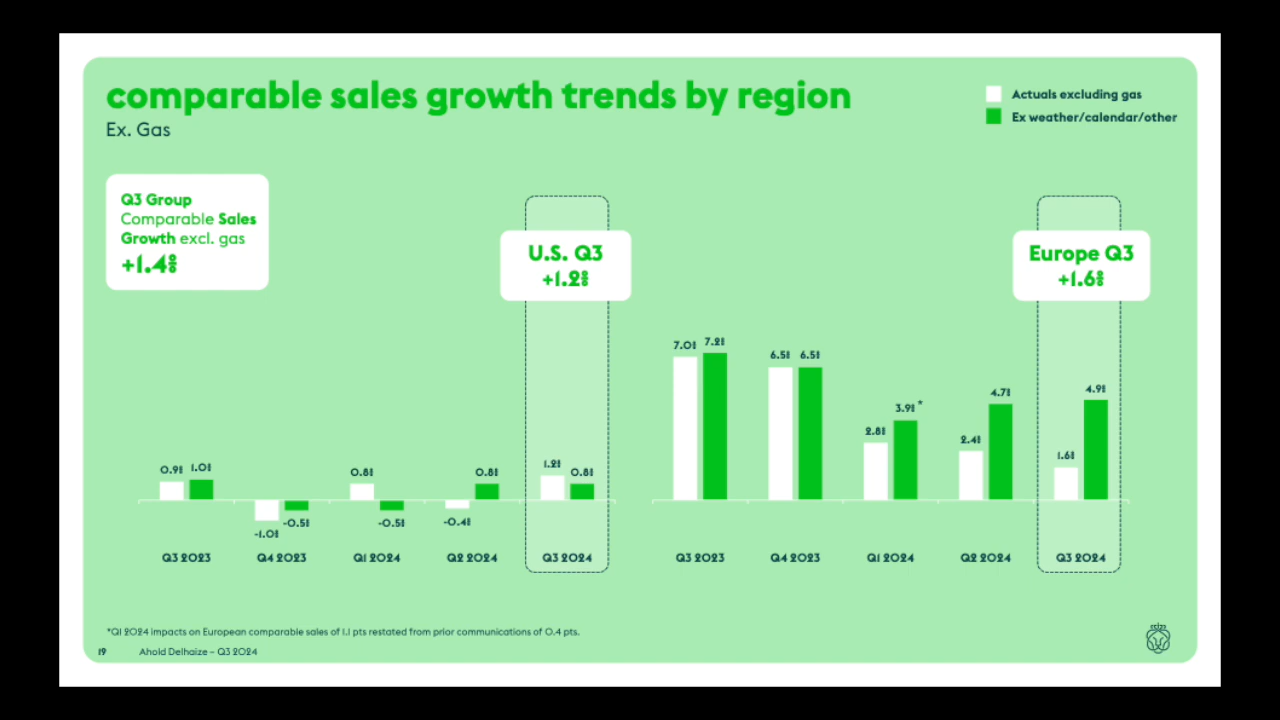 comparable sales growth trends by region
Ex. Gas
Actuals excluding gas
Ex weather/calendar/other
Q3 Group
Comparable Sales
Growth excl. gas
+1.4%
U.S. Q3
+1.2%
Europe Q3
+1.6%
0.9% 1.0%
-1.0% -0.5%
0.8% -0.5%
-0.4% 0.8%
1.2% 0.8%
Q3 2023 Q4 2023 Q1 2024 Q2 2024 Q3 2024
7.0% 7.2%
6.5% 6.5%
2.8% 3.9% *
2.4% 4.7%
1.6% 4.9%
Q3 2023 Q4 2023 Q1 2024 Q2 2024 Q3 2024
*Q1 2024 impacts on European comparable sales of 1.1 pts restated from prior communications of 0.4 pts.
19 Ahold Delhaize – Q3 2024